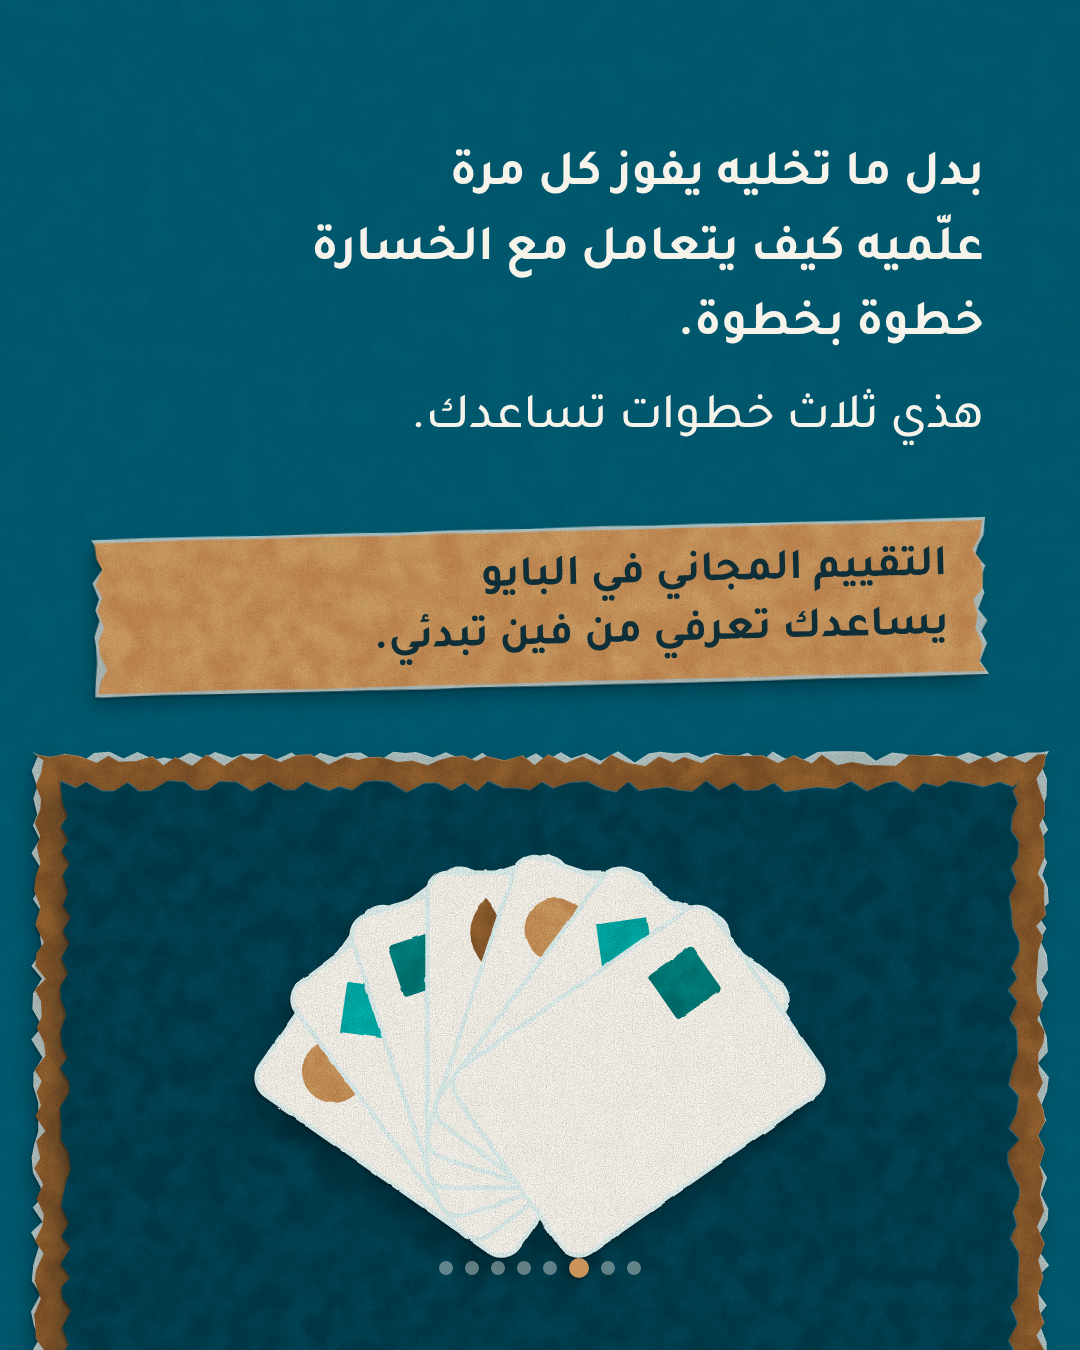 بدل ما تخليه يفوز كل مرة
علّميه كيف يتعامل مع الخسارة
خطوة بخطوة.
هذي ثلاث خطوات تساعدك.
التقييم المجاني في البايو
يساعدك تعرفي من فين تبدئي.